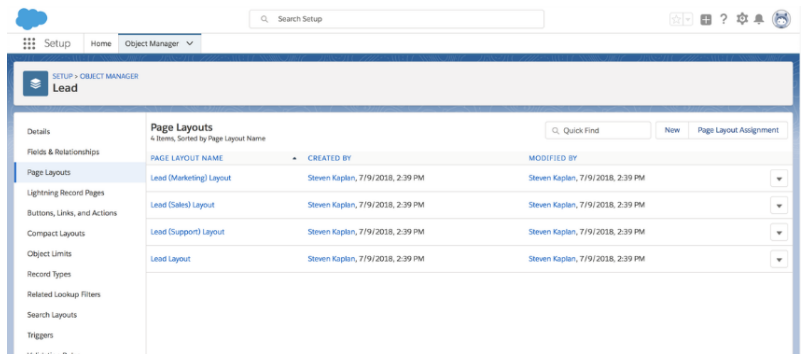 Search Setup
Setup Home Object Manager
SETUP > OBJECT MANAGER
Lead
Details
Fields & Relationships
Page Layouts
Lightning Record Pages
Buttons, Links, and Actions
Compact Layouts
Object Limits
Record Types
Related Lookup Filters
Search Layouts
Triggers
Page Layouts
4 Items, Sorted by Page Layout Name
Quick Find New Page Layout Assignment
PAGE LAYOUT NAME CREATED BY MODIFIED BY
Lead (Marketing) Layout Steven Kaplan, 7/9/2018, 2:39 PM Steven Kaplan, 7/9/2018, 2:39 PM
Lead (Sales) Layout Steven Kaplan, 7/9/2018, 2:39 PM Steven Kaplan, 7/9/2018, 2:39 PM
Lead (Support) Layout Steven Kaplan, 7/9/2018, 2:39 PM Steven Kaplan, 7/9/2018, 2:39 PM
Lead Layout Steven Kaplan, 7/9/2018, 2:39 PM Steven Kaplan, 7/9/2018, 2:39 PM